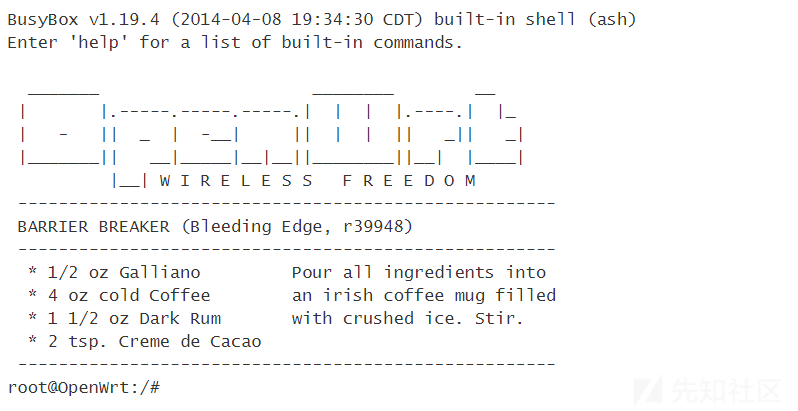 BusyBox v1.19.4 (2014-04-08 19:34:30 CDT) built-in shell (ash)
Enter 'help' for a list of built-in commands.
  _______                     ________        __
 |       |.-----.-----.-----.|  |  |  |.----.|  |_
 |   -   ||  _  |  -__|     ||  |  |  ||   _||   _|
 |_______||   __|_____|__|__||________||__|  |____|
          |__| W I R E L E S S   F R E E D O M
 -----------------------------------------------------
 BARRIER BREAKER (Bleeding Edge, r39948)
 -----------------------------------------------------
  * 1/2 oz Galliano         Pour all ingredients into
  * 4 oz cold Coffee        an irish coffee mug filled
  * 1 1/2 oz Dark Rum       with crushed ice. Stir.
  * 2 tsp. Creme de Cacao
 -----------------------------------------------------
root@OpenWrt:/#
先知社区